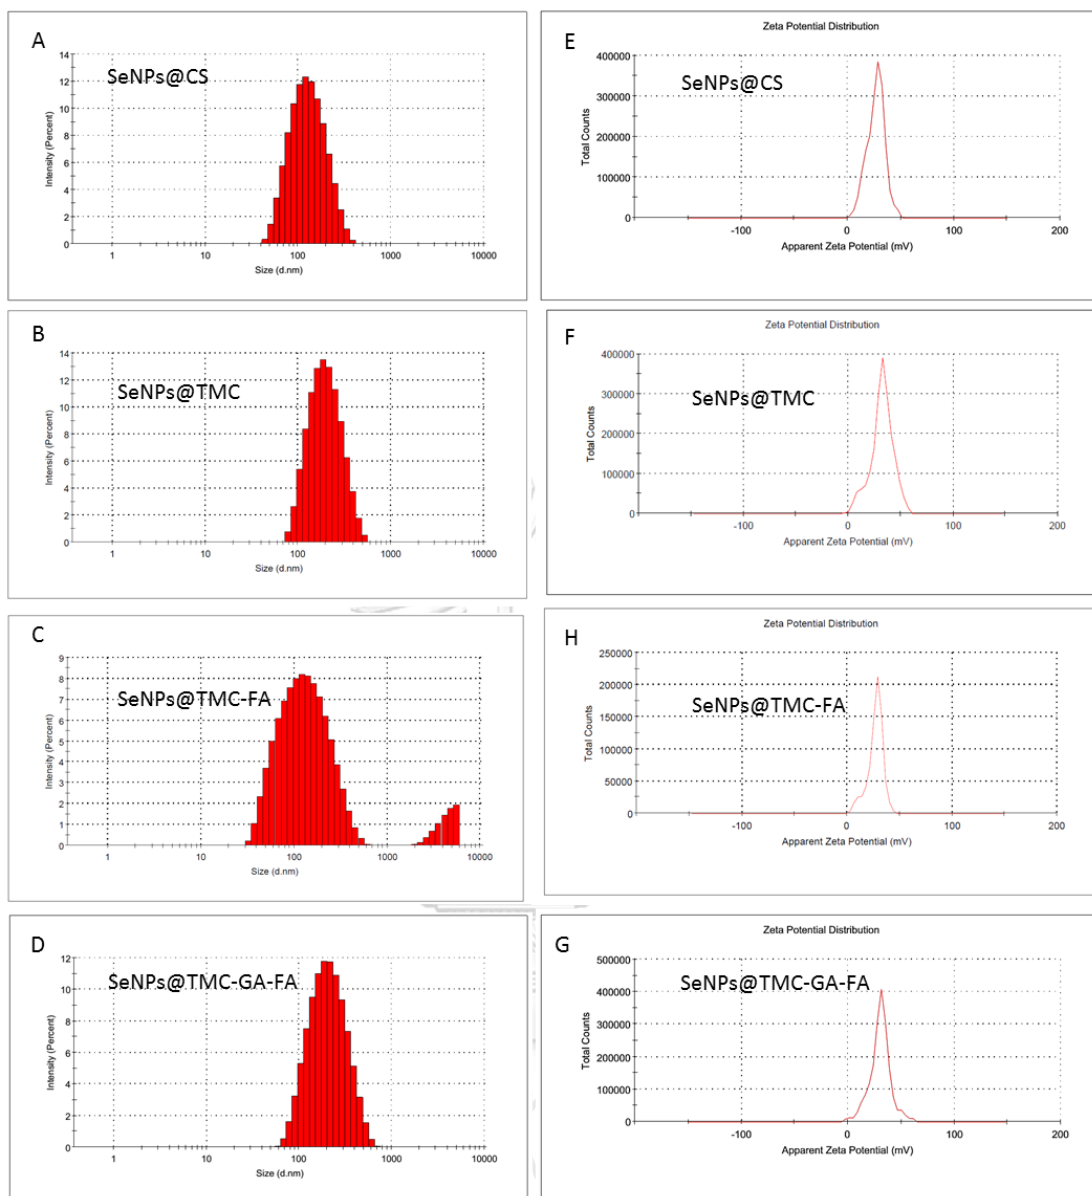 A
SeNPs@CS
14
12
10
8
6
4
2
0
Intensity (Percent)
1 10 100 1000 10000
Size (d.nm)
E
Zeta Potential Distribution
SeNPs@CS
400000
300000
200000
100000
0
Total Counts
-100 0 100 200
Apparent Zeta Potential (mV)
B
SeNPs@TMC
14
12
10
8
6
4
2
0
Intensity (Percent)
1 10 100 1000 10000
Size (d.nm)
F
Zeta Potential Distribution
SeNPs@TMC
400000
300000
200000
100000
0
Total Counts
-100 0 100 200
Apparent Zeta Potential (mV)
C
SeNPs@TMC-FA
9
8
7
6
5
4
3
2
1
0
Intensity (Percent)
1 10 100 1000 10000
Size (d.nm)
H
Zeta Potential Distribution
SeNPs@TMC-FA
250000
200000
150000
100000
50000
0
Total Counts
-100 0 100 200
Apparent Zeta Potential (mV)
D
SeNPs@TMC-GA-FA
12
10
8
6
4
2
0
Intensity (Percent)
1 10 100 1000 10000
Size (d.nm)
G
Zeta Potential Distribution
SeNPs@TMC-GA-FA
500000
400000
300000
200000
100000
0
Total Counts
-100 0 100 200
Apparent Zeta Potential (mV)